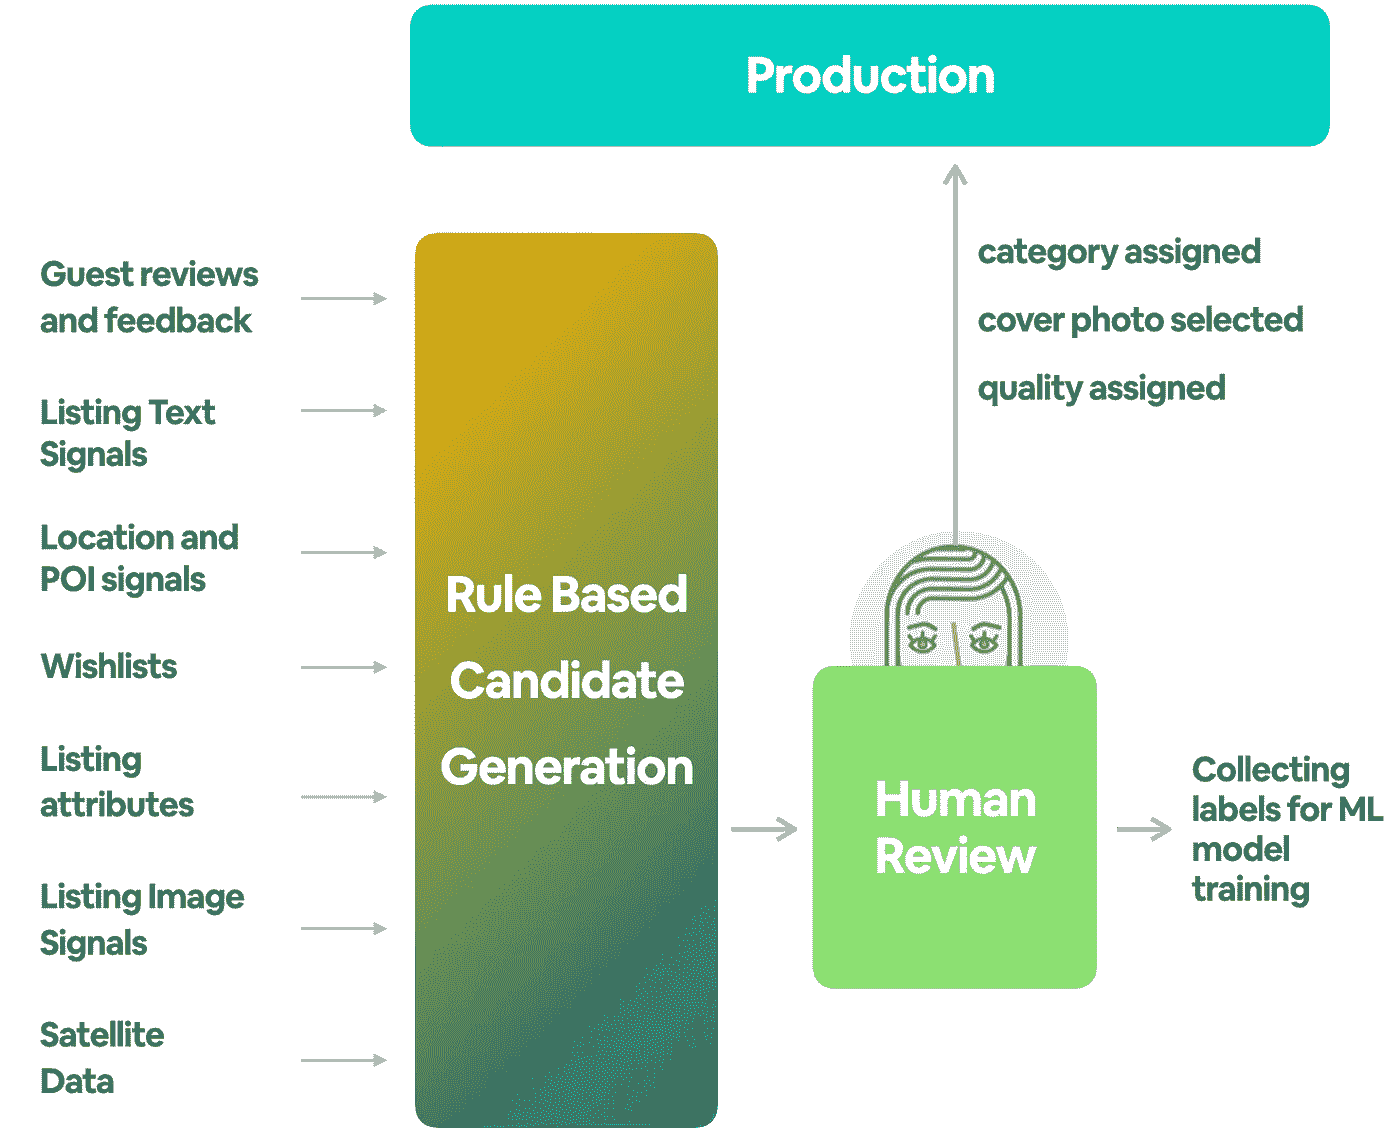 Production
Guest reviews
and feedback
Listing Text
Signals
Location and
POI signals
Wishlists
Listing
attributes
Listing Image
Signals
Satellite
Data
Rule Based
Candidate
Generation
category assigned
cover photo selected
quality assigned
Human
Review
Collecting
labels for ML
model
training